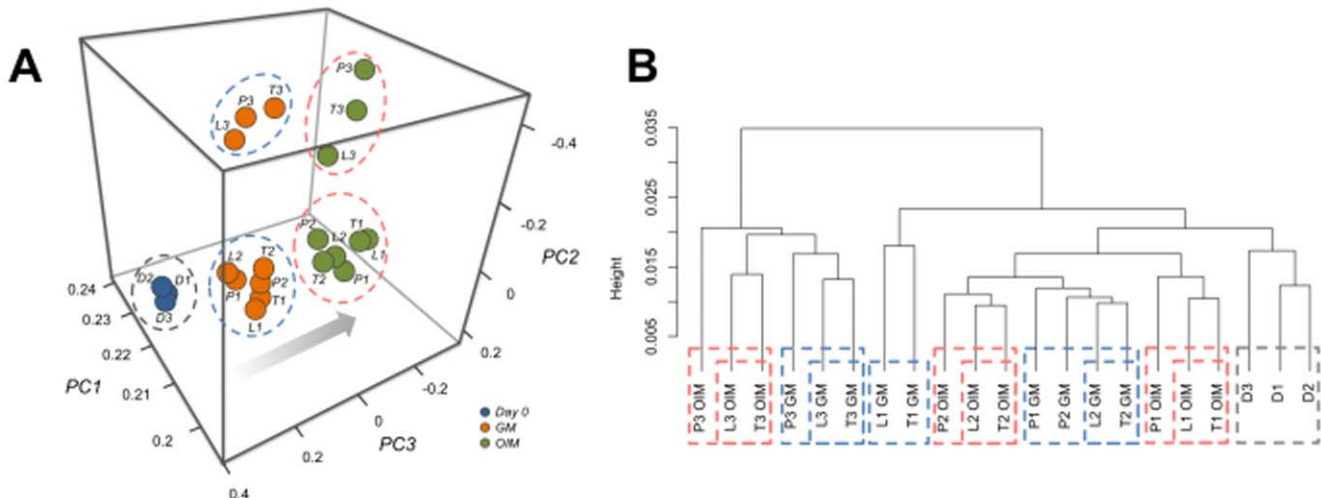 A
P3
T3
L3
P3
T3
L3
P2
L2
T1
L1
T2
P1
L2
T2
P1
P2
T1
L1
D2
D1
D3
0.24
0.23
0.22
0.21
0.2
PC1
0.4
0.2
0
-0.2
PC3
0.2
0
-0.2
-0.4
PC2
Day 0
GM
OIM
B
Height
0.035
0.025
0.015
0.005
P3 OIM
L3 OIM
T3 OIM
P3 GM
L3 GM
T3 GM
L1 GM
T1 GM
P2 OIM
L2 OIM
T2 OIM
P1 GM
P2 GM
L2 GM
T2 GM
P1 OIM
L1 OIM
T1 OIM
D3
D1
D2